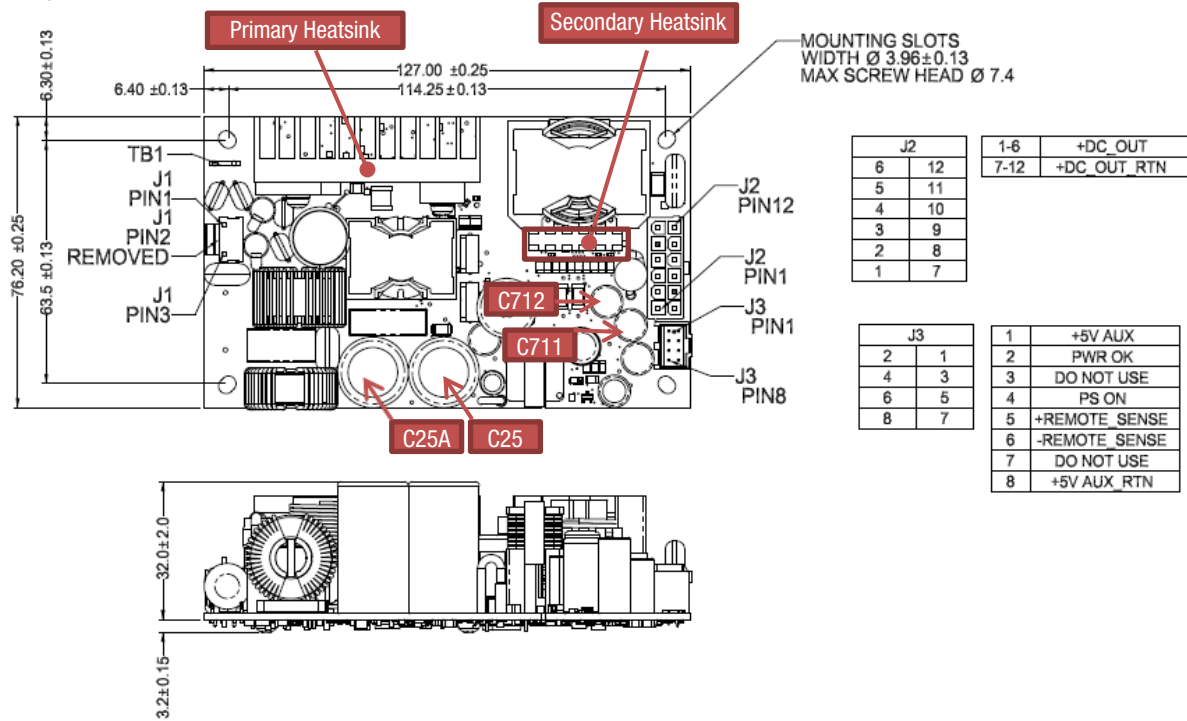 Primary Heatsink
Secondary Heatsink
MOUNTING SLOTS
WIDTH Ø 3.96±0.13
MAX SCREW HEAD Ø 7.4
6.30±0.13
127.00 ±0.25
6.40 ±0.13
114.25±0.13
76.20 ±0.25
63.5 ±0.13
TB1
J1
PIN1
J1
PIN2
REMOVED
J1
PIN3
J2
PIN12
J2
PIN1
J3
PIN1
J3
PIN8
C712
C711
C25A
C25
J2
6 12
5 11
4 10
3 9
2 8
1 7
1-6 +DC_OUT
7-12 +DC_OUT_RTN
J3
2 1
4 3
6 5
8 7
1 +5V AUX
2 PWR OK
3 DO NOT USE
4 PS ON
5 +REMOTE_SENSE
6 -REMOTE_SENSE
7 DO NOT USE
8 +5V AUX_RTN
32.0±2.0
3.2±0.15